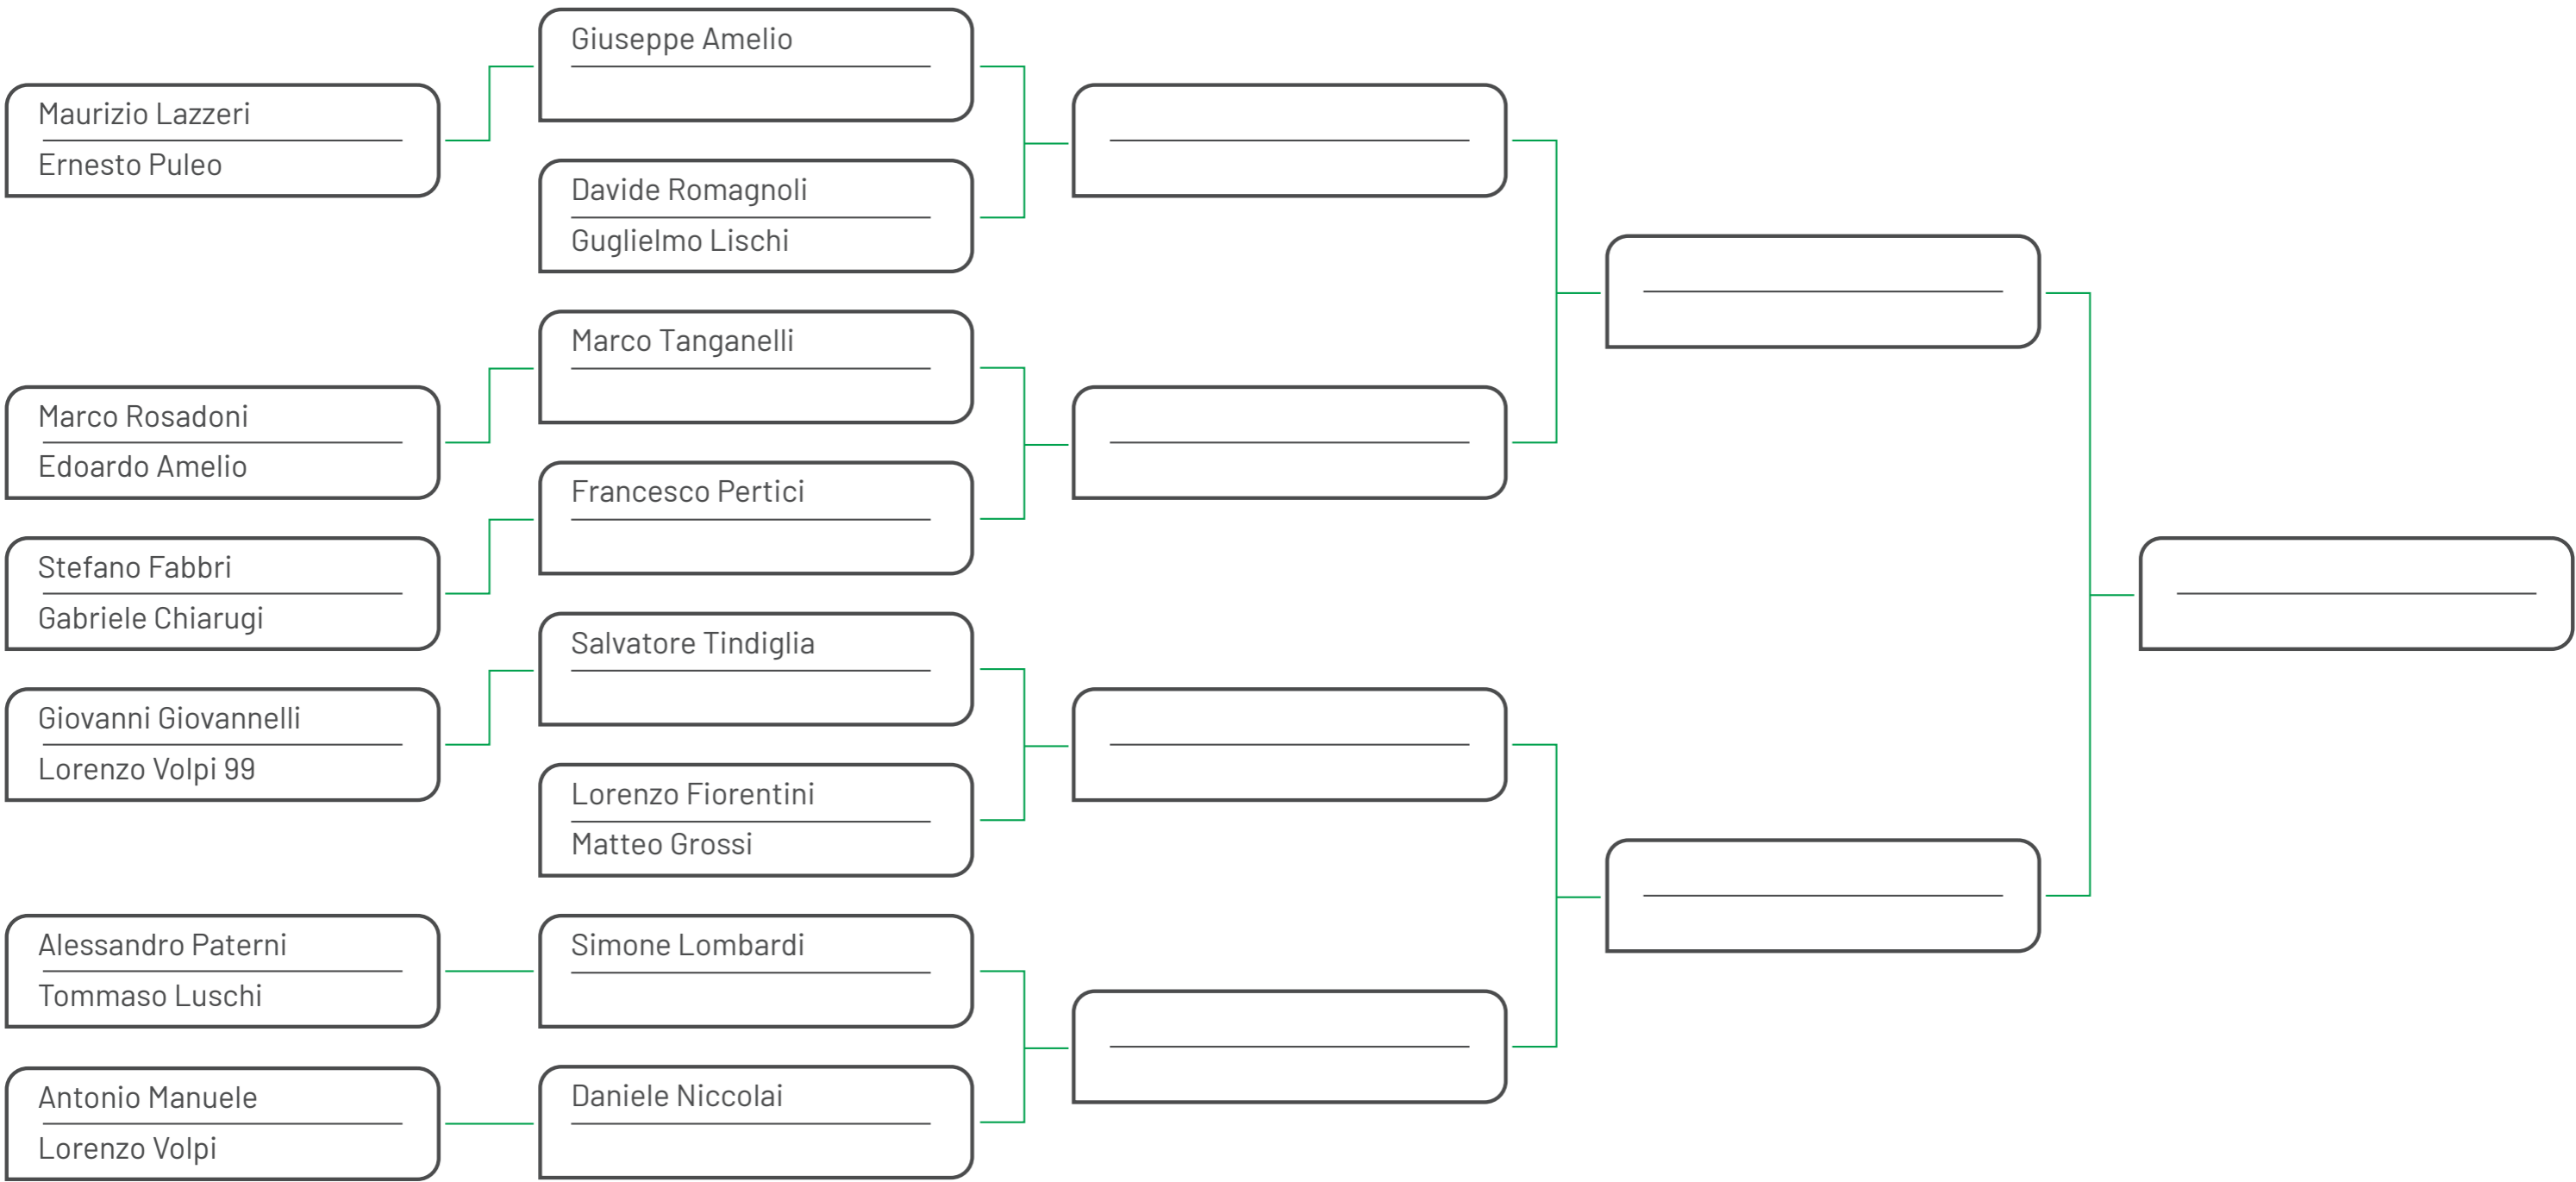 Maurizio Lazzeri
Ernesto Puleo
Marco Rosadoni
Edoardo Amelio
Stefano Fabbri
Gabriele Chiarugi
Giovanni Giovannelli
Lorenzo Volpi 99
Alessandro Paterni
Tommaso Luschi
Antonio Manuele
Lorenzo Volpi
Giuseppe Amelio
Davide Romagnoli
Guglielmo Lischi
Marco Tanganelli
Francesco Pertici
Salvatore Tindiglia
Lorenzo Fiorentini
Matteo Grossi
Simone Lombardi
Daniele Niccolai